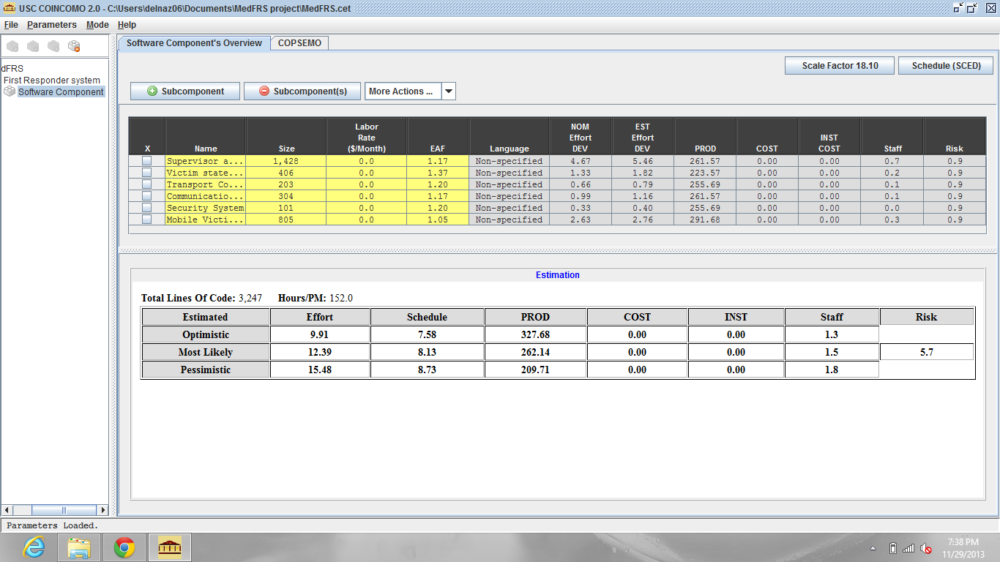 USC COINCOMO 2.0 - C:\Users\delnaz06\Documents\MedFRS project\MedFRS.cet
File Parameters Mode Help
Software Component's Overview COPSEMO
dFRS
First Responder system
Software Component
Scale Factor 18.10 Schedule (SCED)
Subcomponent Subcomponent(s) More Actions ...
X Name Size Labor Rate ($/Month) EAF Language NOM Effort DEV EST Effort DEV PROD COST INST COST Staff Risk
Supervisor a... 1,428 0.0 1.17 Non-specified 4.67 5.46 261.57 0.00 0.00 0.7 0.9
Victim state... 406 0.0 1.37 Non-specified 1.33 1.82 223.57 0.00 0.00 0.2 0.9
Transport Co... 203 0.0 1.20 Non-specified 0.66 0.79 255.69 0.00 0.00 0.1 0.9
Communicatio... 304 0.0 1.17 Non-specified 0.99 1.16 261.57 0.00 0.00 0.1 0.9
Security System 101 0.0 1.20 Non-specified 0.33 0.40 255.69 0.00 0.00 0.0 0.9
Mobile Victi... 805 0.0 1.05 Non-specified 2.63 2.76 291.68 0.00 0.00 0.3 0.9
Estimation
Total Lines Of Code: 3,247 Hours/PM: 152.0
Estimated Effort Schedule PROD COST INST Staff Risk
Optimistic 9.91 7.58 327.68 0.00 0.00 1.3
Most Likely 12.39 8.13 262.14 0.00 0.00 1.5 5.7
Pessimistic 15.48 8.73 209.71 0.00 0.00 1.8
Parameters Loaded.
7:38 PM
11/29/2013